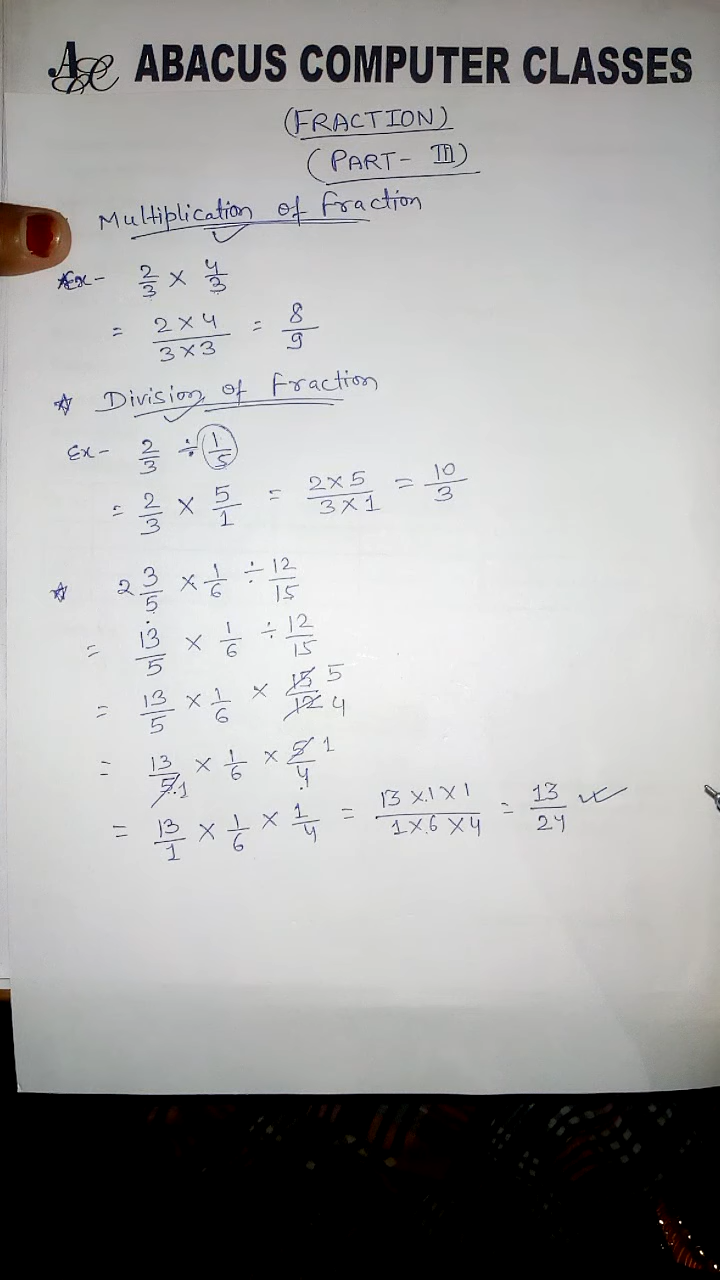 AC ABACUS COMPUTER CLASSES
(FRACTION)
(PART- III)
Multiplication of fraction
Ex- 2/3 × 4/3
= 2×4/3×3 = 8/9
☆ Division of fraction
Ex- 2/3 ÷ 1/5
= 2/3 × 5/1 = 2×5/3×1 = 10/3
☆ 2 3/5 × 1/6 ÷ 12/15
= 13/5 × 1/6 ÷ 12/15
= 13/5 × 1/6 × 15/12 5/4
= 13/5 1 × 1/6 × 5/4 1
= 13/1 × 1/6 × 1/4 = 13×1×1/1×6×4 = 13/24